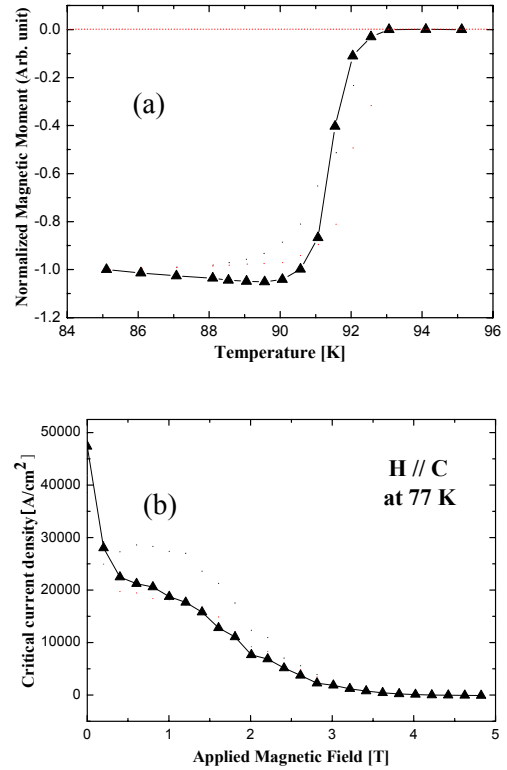 Normalized Magnetic Moment (Arb. unit)
0.0
-0.2
-0.4
-0.6
-0.8
-1.0
-1.2
(a)
84 86 88 90 92 94 96
Temperature [K]
Critical current density [A/cm²]
50000
40000
30000
20000
10000
0
H // C
at 77 K
(b)
0 1 2 3 4 5
Applied Magnetic Field [T]